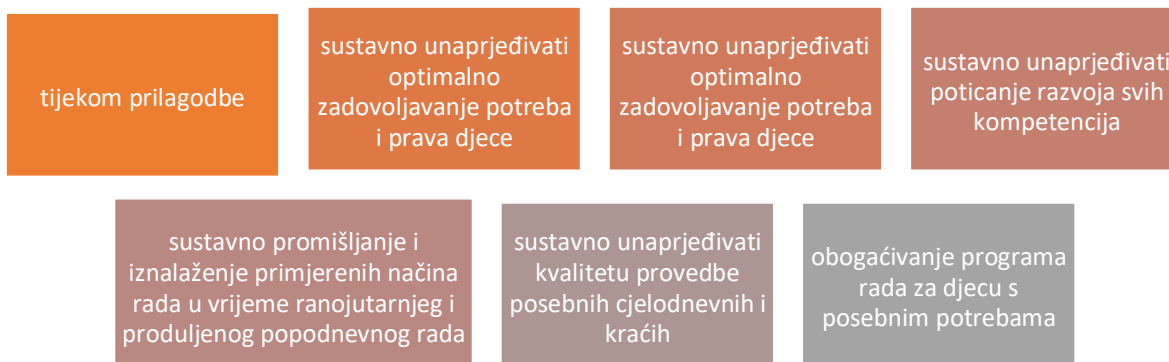 tijekom prilagodbe
sustavno unaprjeđivati
optimalno
zadovoljavanje potreba
i prava djece
sustavno unaprjeđivati
optimalno
zadovoljavanje potreba
i prava djece
sustavno unaprjeđivati
poticanje razvoja svih
kompetencija
sustavno promišljanje i
iznalaženje primjerenih načina
rada u vrijeme ranojutarnjeg i
produljenog popodnevnog rada
sustavno unaprjeđivati
kvalitetu provedbe
posebnih cjelodnevnih i
kraćih
obogaćivanje programa
rada za djecu s
posebnim potrebama